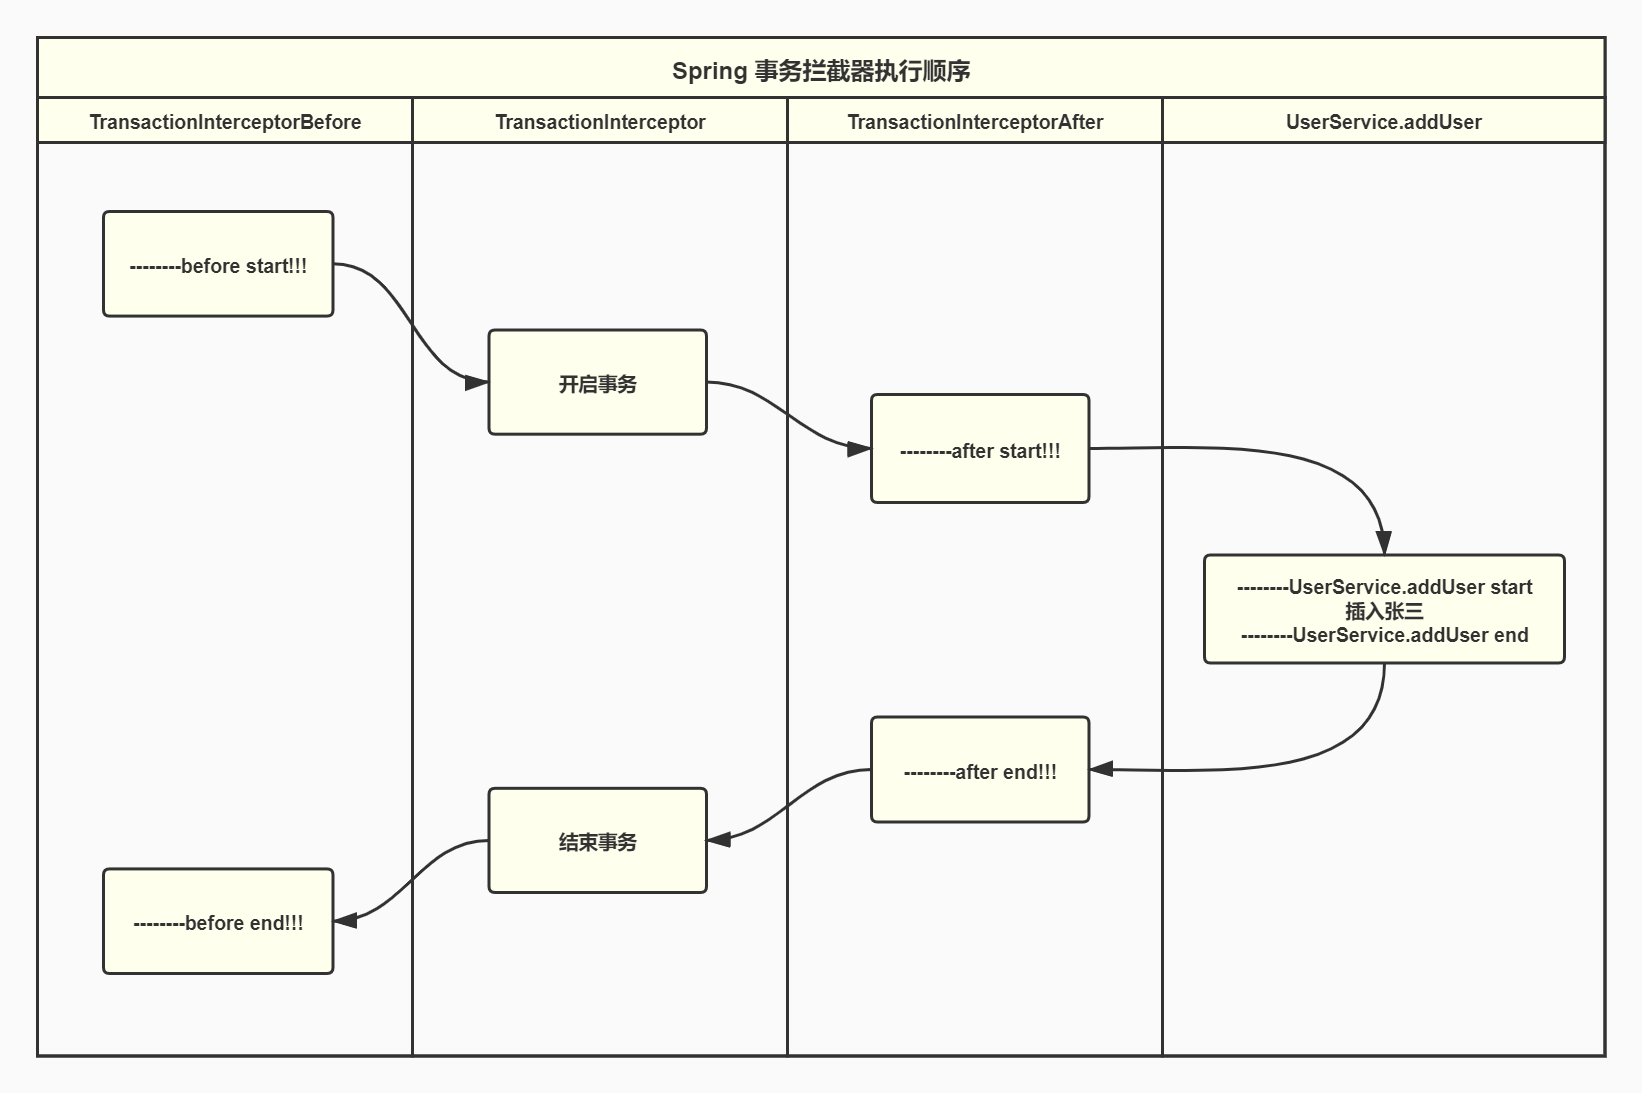 Spring 事务拦截器执行顺序
TransactionInterceptorBefore
TransactionInterceptor
TransactionInterceptorAfter
UserService.addUser
--------before start!!!
开启事务
--------after start!!!
--------UserService.addUser start
插入张三
--------UserService.addUser end
--------after end!!!
结束事务
--------before end!!!